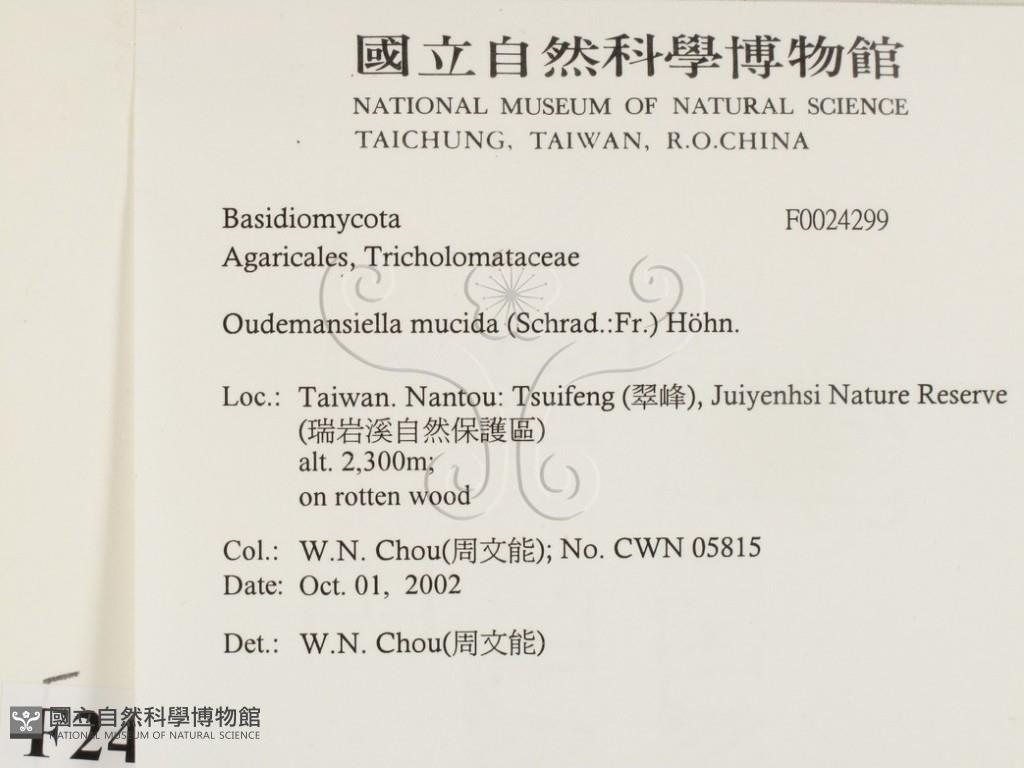 國立自然科學博物館
NATIONAL MUSEUM OF NATURAL SCIENCE
TAICHUNG, TAIWAN, R.O.CHINA
Basidiomycota F0024299
Agaricales, Tricholomataceae
Oudemansiella mucida (Schrad.:Fr.) Höhn.
Loc.: Taiwan. Nantou: Tsuifeng (翠峰), Juiyenhsi Nature Reserve
(瑞岩溪自然保護區)
alt. 2,300m;
on rotten wood
Col.: W.N. Chou(周文能); No. CWN 05815
Date: Oct. 01, 2002
Det.: W.N. Chou(周文能)
國立自然科學博物館
NATIONAL MUSEUM OF NATURAL SCIENCE
F24